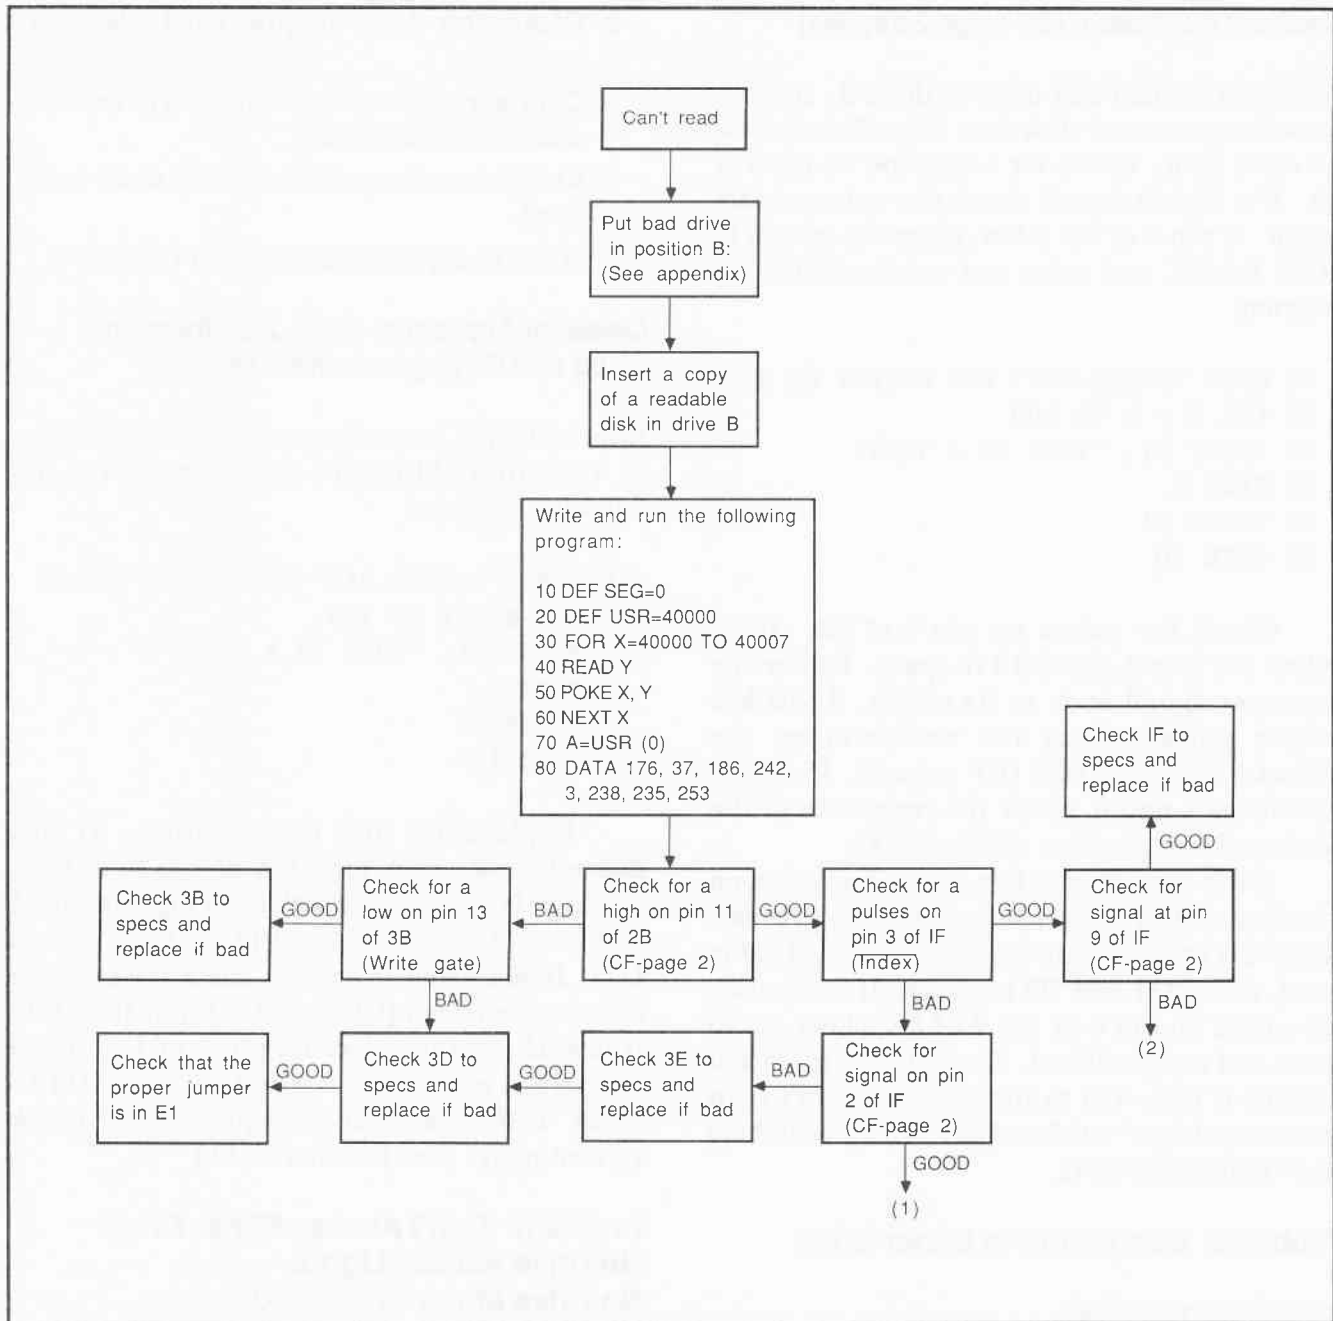 Can't read
Put bad drive
in position B:
(See appendix)
Insert a copy
of a readable
disk in drive B
Write and run the following
program:
10 DEF SEG=0
20 DEF USR=40000
30 FOR X=40000 TO 40007
40 READ Y
50 POKE X, Y
60 NEXT X
70 A=USR (0)
80 DATA 176, 37, 186, 242,
3, 238, 235, 253
Check IF to
specs and
replace if bad
GOOD
Check 3B to
specs and
replace if bad
GOOD
Check for a
low on pin 13
of 3B
(Write gate)
BAD
Check for a
high on pin 11
of 2B
(CF-page 2)
GOOD
Check for a
pulses on
pin 3 of IF
(Index)
GOOD
Check for
signal at pin
9 of IF
(CF-page 2)
BAD
BAD
BAD
(2)
Check that the
proper jumper
is in E1
GOOD
Check 3D to
specs and
replace if bad
GOOD
Check 3E to
specs and
replace if bad
BAD
Check for
signal on pin
2 of IF
(CF-page 2)
GOOD
(1)